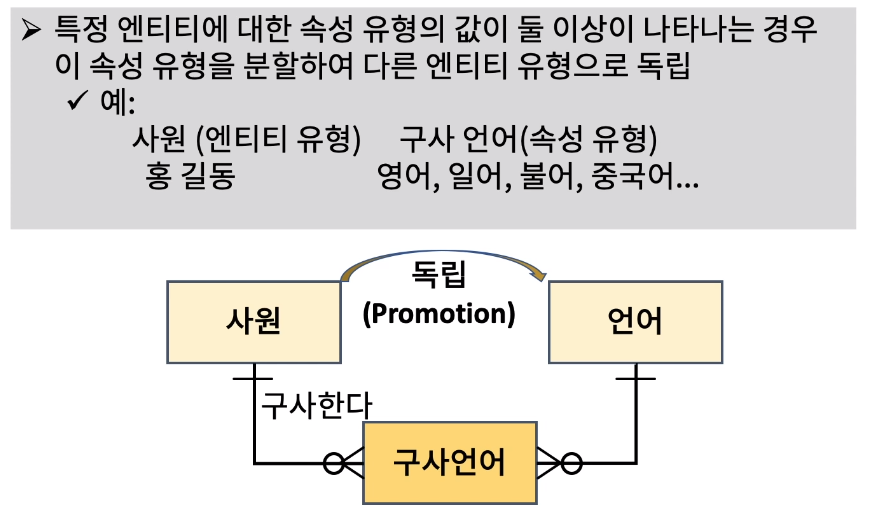 ➢ 특정 엔티티에 대한 속성 유형의 값이 둘 이상이 나타나는 경우
이 속성 유형을 분할하여 다른 엔티티 유형으로 독립
✓ 예:
사원 (엔티티 유형) 구사 언어(속성 유형)
홍 길동 영어, 일어, 불어, 중국어...
독립
(Promotion)
사원
언어
구사한다
구사언어